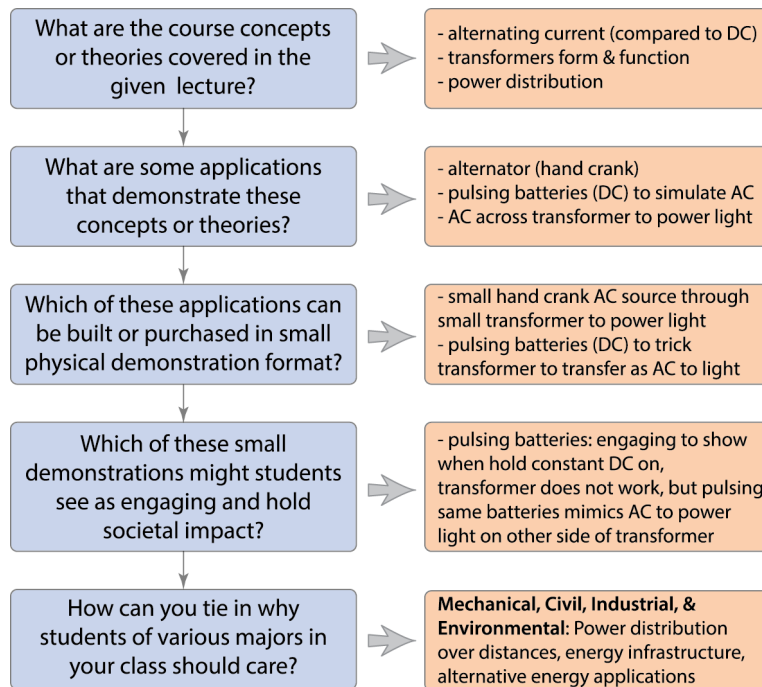 What are the course concepts
or theories covered in the
given lecture?
- alternating current (compared to DC)
- transformers form & function
- power distribution
What are some applications
that demonstrate these
concepts or theories?
- alternator (hand crank)
- pulsing batteries (DC) to simulate AC
- AC across transformer to power light
Which of these applications can
be built or purchased in small
physical demonstration format?
- small hand crank AC source through
small transformer to power light
- pulsing batteries (DC) to trick
transformer to transfer as AC to light
Which of these small
demonstrations might students
see as engaging and hold
societal impact?
- pulsing batteries: engaging to show
when hold constant DC on,
transformer does not work, but pulsing
same batteries mimics AC to power
light on other side of transformer
How can you tie in why
students of various majors in
your class should care?
Mechanical, Civil, Industrial, &
Environmental: Power distribution
over distances, energy infrastructure,
alternative energy applications